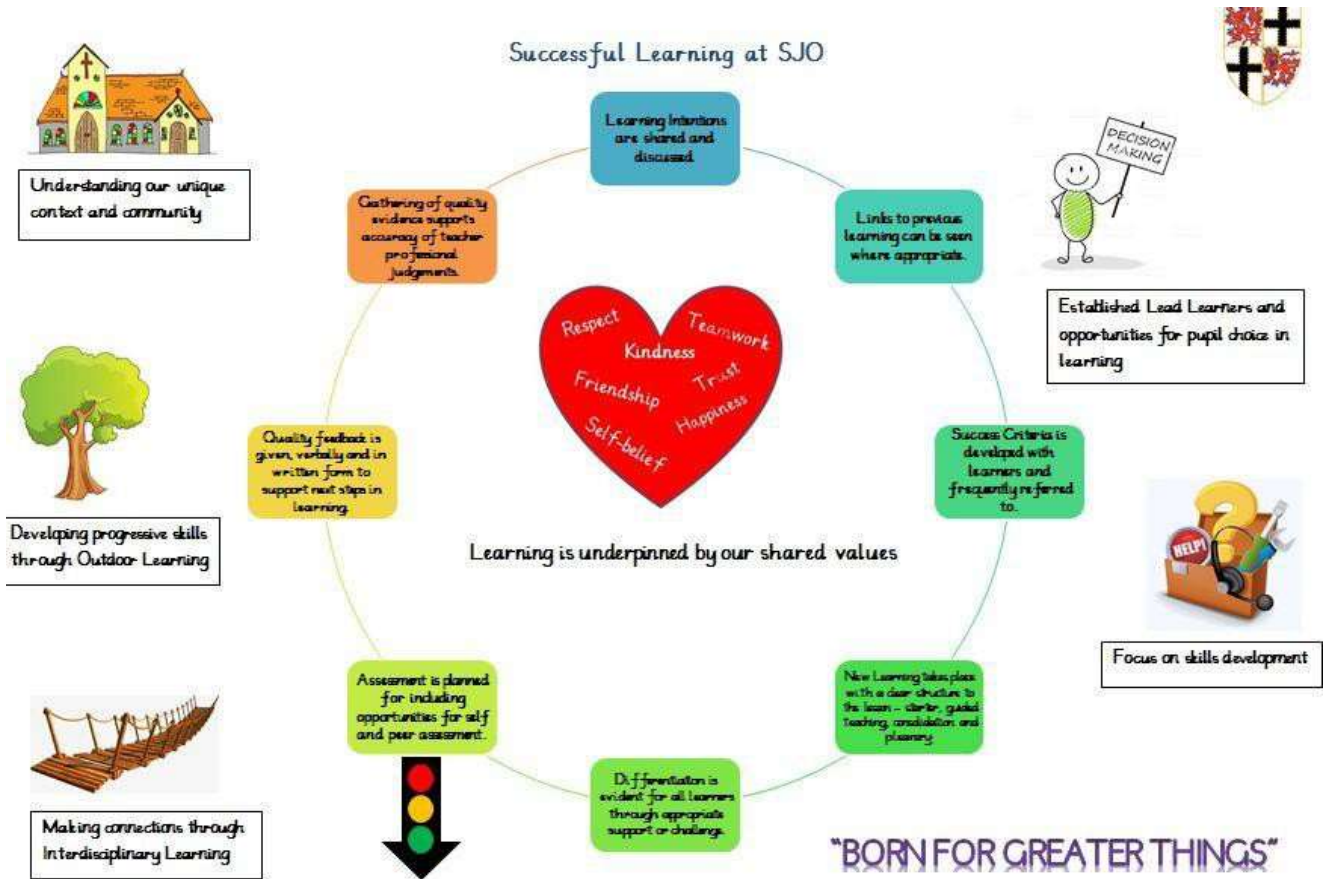 Successful Learning at SJO
Learning Intentions
are shared and
discussed.
DECISION
MAKING
Understanding our unique
context and community
Gathering of quality
evidence supports
accuracy of teacher
professional
judgements.
Links to previous
learning can be seen
where appropriate.
Established Lead Learners and
opportunities for pupil choice in
learning
Respect
Teamwork
Kindness
Friendship
Trust
Happiness
Self-belief
Quality feedback is
given, verbally and in
written form to
support next steps in
learning.
Success Criteria is
developed with
learners and
frequently referred
to.
HELP!
Developing progressive skills
through Outdoor Learning
Learning is underpinned by our shared values
Focus on skills development
Assessment is planned
for including
opportunities for self
and peer assessment.
New Learning takes place
with a clear structure to
the lesson – starter, guided
teaching, consolidation and
plenary.
Differentiation is
evident for all learners
through appropriate
support or challenge.
Making connections through
Interdisciplinary Learning
"BORN FOR GREATER THINGS"